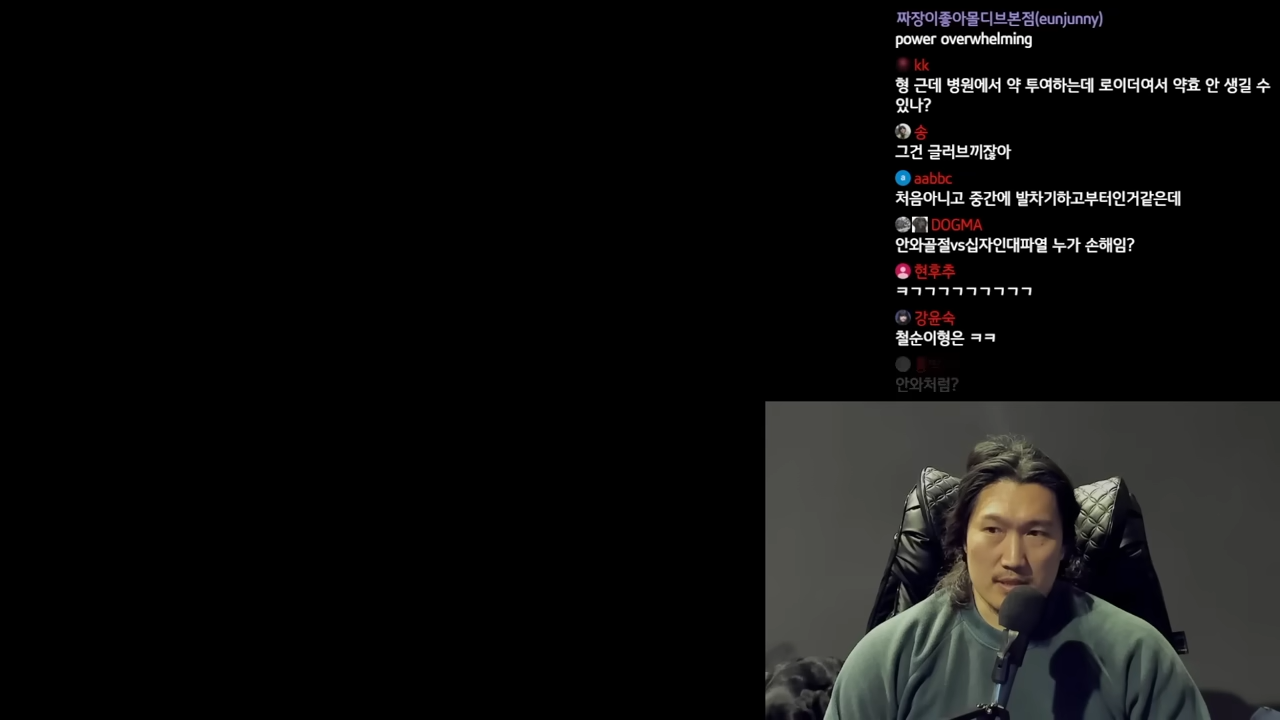 짜장이좋아몰디브본점(eunjunny)
power overwhelming
kk
형 근데 병원에서 약 투여하는데 로이더여서 약효 안 생길 수
있나?
송
그건 글러브끼잖아
a aabbc
처음아니고 중간에 발차기하고부터인거같은데
DOGMA
안와골절vs십자인대파열 누가 손해임?
현후추
ㅋㄱㄱㄱㄱㄱㄱㄱㄱㄱ
강윤숙
철순이형은 ㅋㅋ
안와처럼?